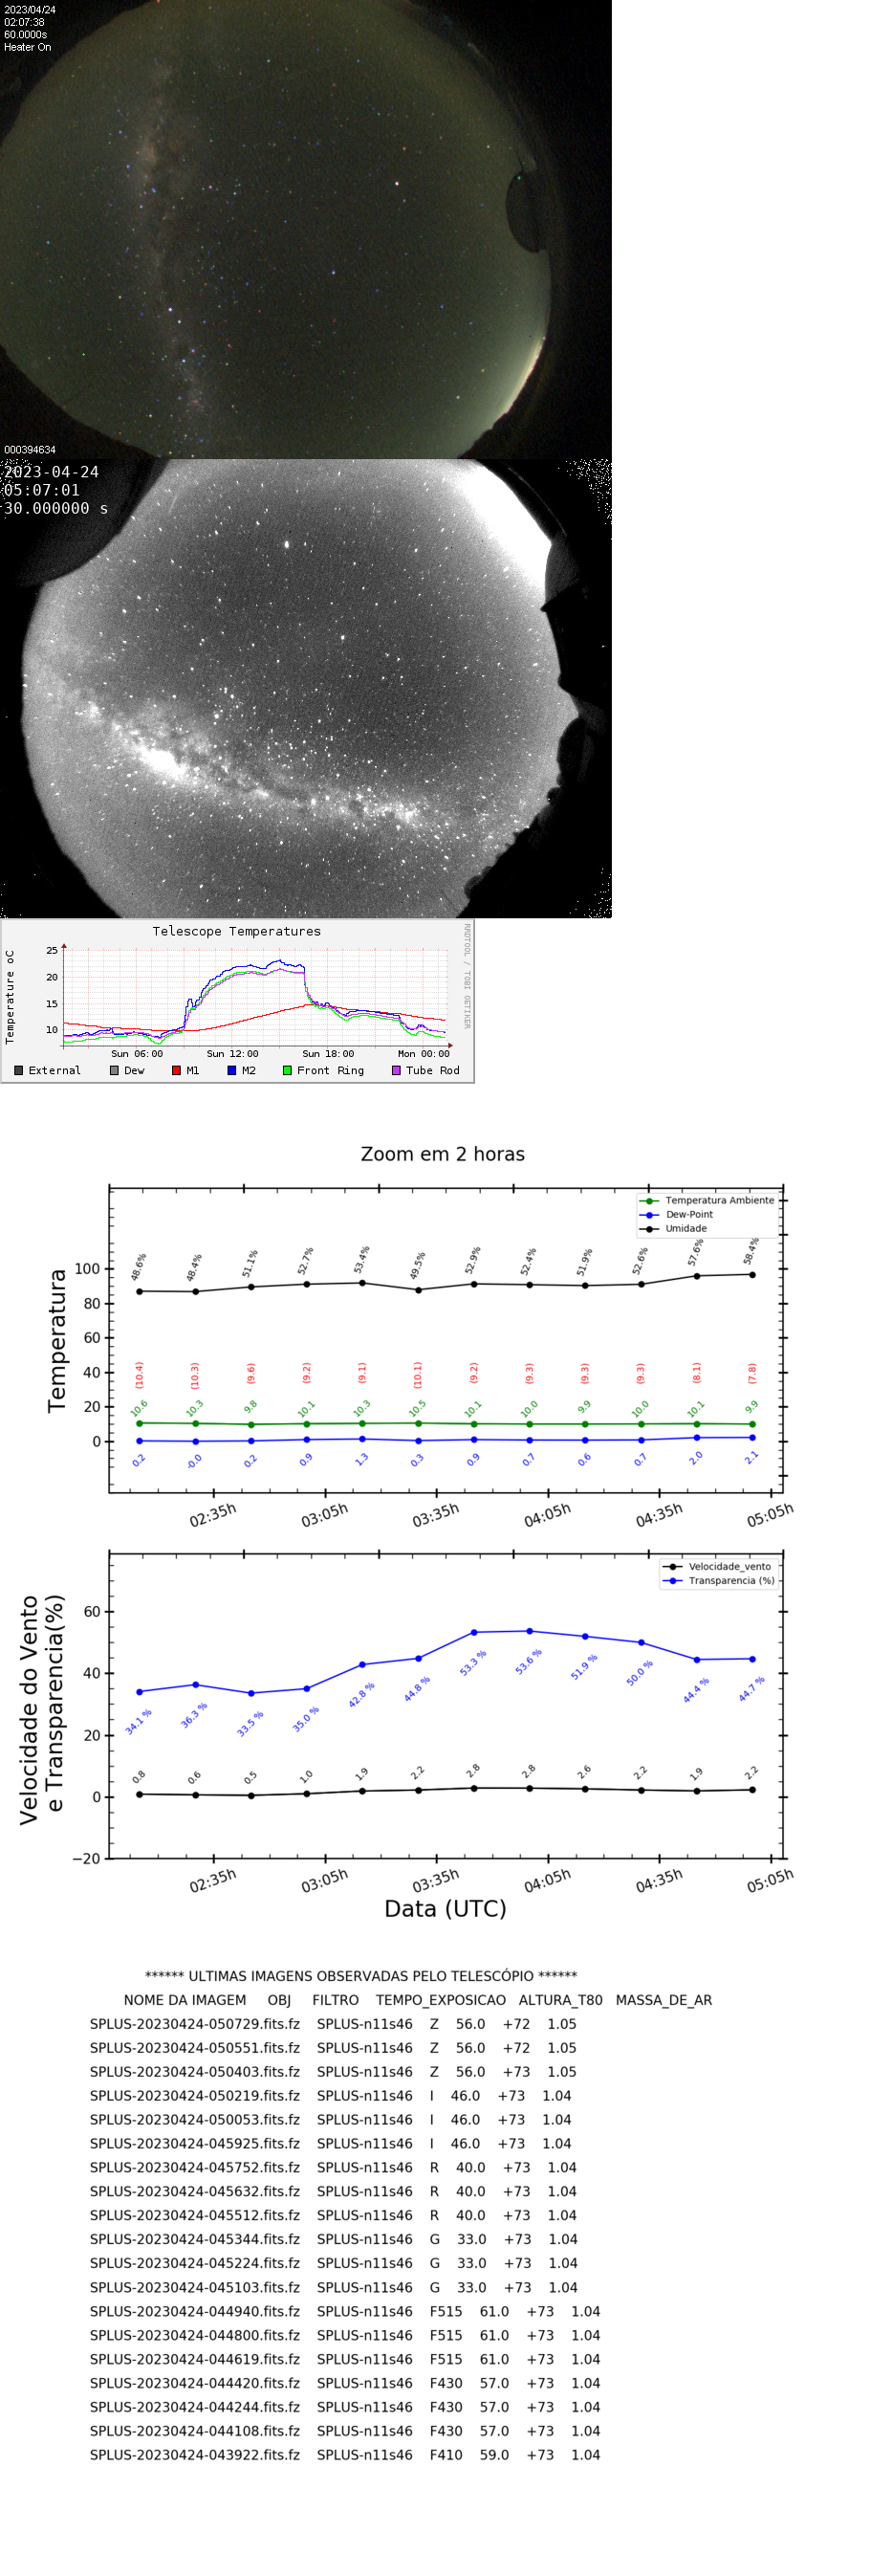 2023/04/24
02:07:38
60.0000s
Heater On
000394634
2023-04-24
05:07:01
30.000000 s
Telescope Temperatures
RRDTOOL / TOBI OETIKER
Temperature oC
25
20
15
10
Sun 06:00 Sun 12:00 Sun 18:00 Mon 00:00
External Dew M1 M2 Front Ring Tube Rod
Zoom em 2 horas
Temperatura Ambiente
Dew-Point
Umidade
Temperatura
100
80
60
40
20
0
48.6% 48.4% 51.1% 52.7% 53.4% 49.5% 52.9% 52.4% 51.9% 52.6% 57.6% 58.4%
(10.4) (10.3) (9.6) (9.2) (9.1) (10.1) (9.2) (9.3) (9.3) (9.3) (8.1) (7.8)
10.6 10.3 9.8 10.1 10.3 10.5 10.1 10.0 9.9 10.0 10.1 9.9
0.2 -0.0 0.2 0.9 1.3 0.3 0.9 0.7 0.6 0.7 2.0 2.1
02:35h 03:05h 03:35h 04:05h 04:35h 05:05h
Velocidade_vento
Transparencia (%)
Velocidade do Vento
e Transparencia(%)
60
40
20
0
−20
34.1 % 36.3 % 33.5 % 35.0 % 42.8 % 44.8 % 53.3 % 53.6 % 51.9 % 50.0 % 44.4 % 44.7 %
0.8 0.6 0.5 1.0 1.9 2.2 2.8 2.8 2.6 2.2 1.9 2.2
02:35h 03:05h 03:35h 04:05h 04:35h 05:05h
Data (UTC)
****** ULTIMAS IMAGENS OBSERVADAS PELO TELESCÓPIO ******
NOME DA IMAGEM OBJ FILTRO TEMPO_EXPOSICAO ALTURA_T80 MASSA_DE_AR
SPLUS-20230424-050729.fits.fz SPLUS-n11s46 Z 56.0 +72 1.05
SPLUS-20230424-050551.fits.fz SPLUS-n11s46 Z 56.0 +72 1.05
SPLUS-20230424-050403.fits.fz SPLUS-n11s46 Z 56.0 +73 1.05
SPLUS-20230424-050219.fits.fz SPLUS-n11s46 I 46.0 +73 1.04
SPLUS-20230424-050053.fits.fz SPLUS-n11s46 I 46.0 +73 1.04
SPLUS-20230424-045925.fits.fz SPLUS-n11s46 I 46.0 +73 1.04
SPLUS-20230424-045752.fits.fz SPLUS-n11s46 R 40.0 +73 1.04
SPLUS-20230424-045632.fits.fz SPLUS-n11s46 R 40.0 +73 1.04
SPLUS-20230424-045512.fits.fz SPLUS-n11s46 R 40.0 +73 1.04
SPLUS-20230424-045344.fits.fz SPLUS-n11s46 G 33.0 +73 1.04
SPLUS-20230424-045224.fits.fz SPLUS-n11s46 G 33.0 +73 1.04
SPLUS-20230424-045103.fits.fz SPLUS-n11s46 G 33.0 +73 1.04
SPLUS-20230424-044940.fits.fz SPLUS-n11s46 F515 61.0 +73 1.04
SPLUS-20230424-044800.fits.fz SPLUS-n11s46 F515 61.0 +73 1.04
SPLUS-20230424-044619.fits.fz SPLUS-n11s46 F515 61.0 +73 1.04
SPLUS-20230424-044420.fits.fz SPLUS-n11s46 F430 57.0 +73 1.04
SPLUS-20230424-044244.fits.fz SPLUS-n11s46 F430 57.0 +73 1.04
SPLUS-20230424-044108.fits.fz SPLUS-n11s46 F430 57.0 +73 1.04
SPLUS-20230424-043922.fits.fz SPLUS-n11s46 F410 59.0 +73 1.04